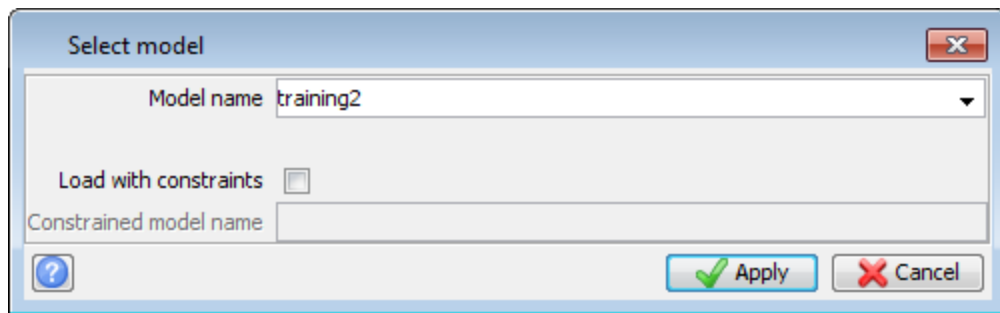 Select model
Model name training2
Load with constraints
Constrained model name
? Apply Cancel